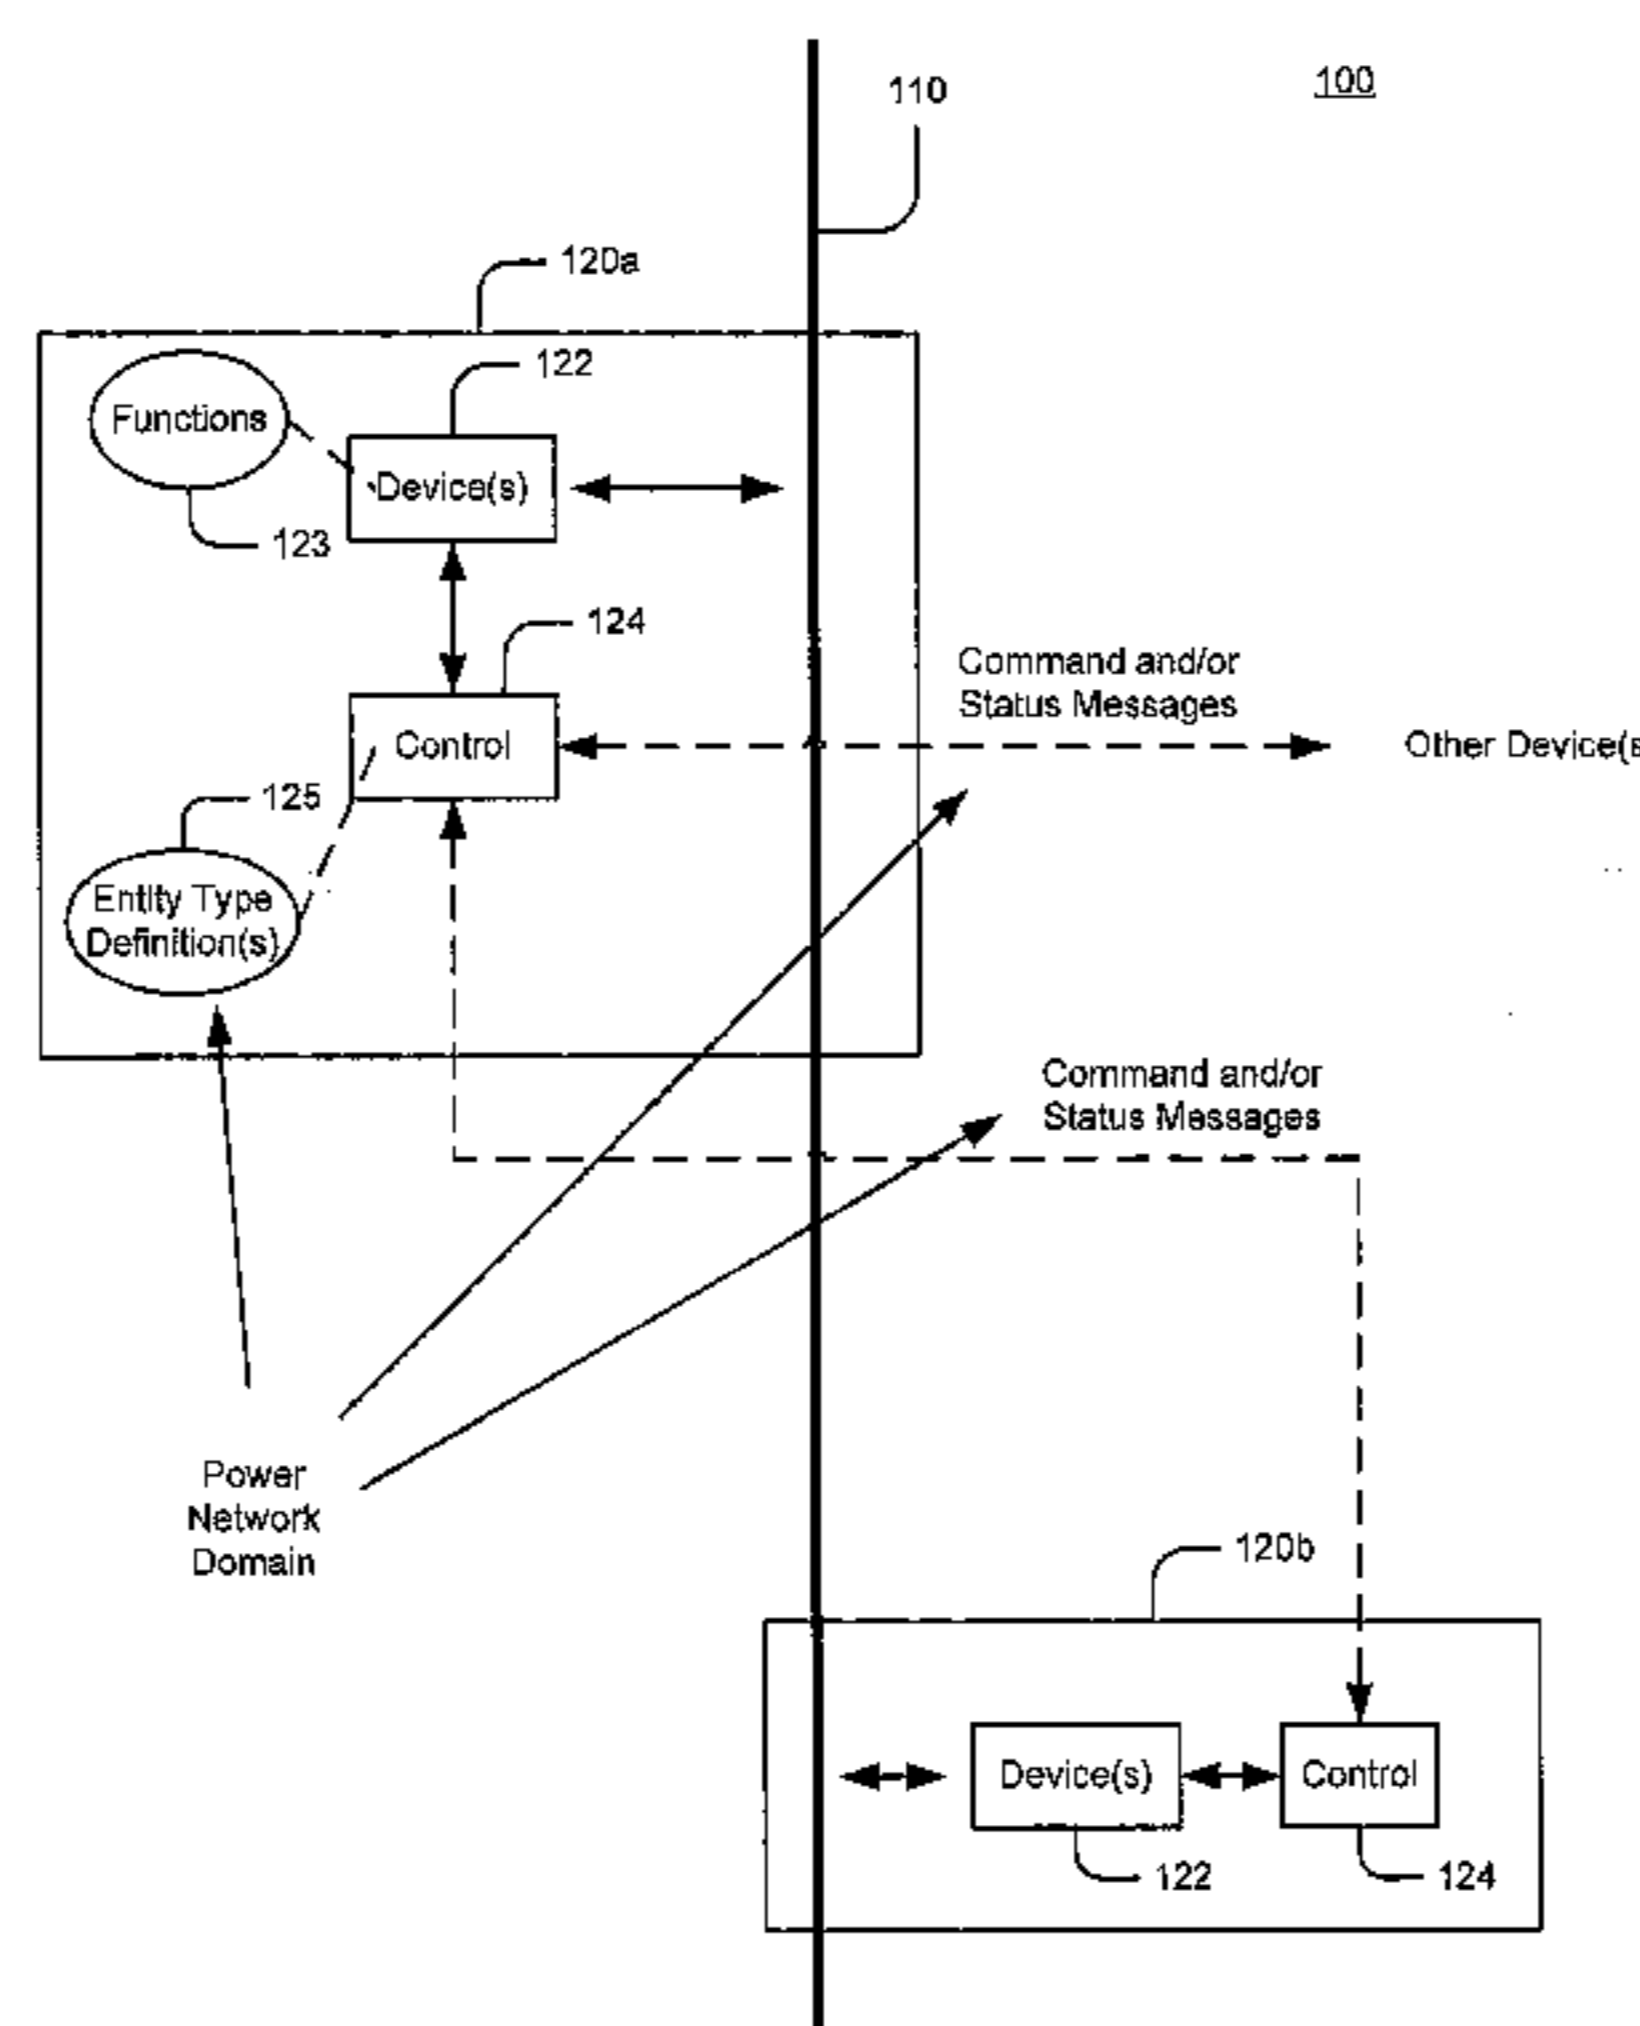 110
100
120a
122
Functions
Device(s)
123
124
Command and/or
Status Messages
Control
Other Device(s
125
Entity Type
Definition(s)
Command and/or
Status Messages
Power
Network
Domain
120b
Device(s)
Control
122
124